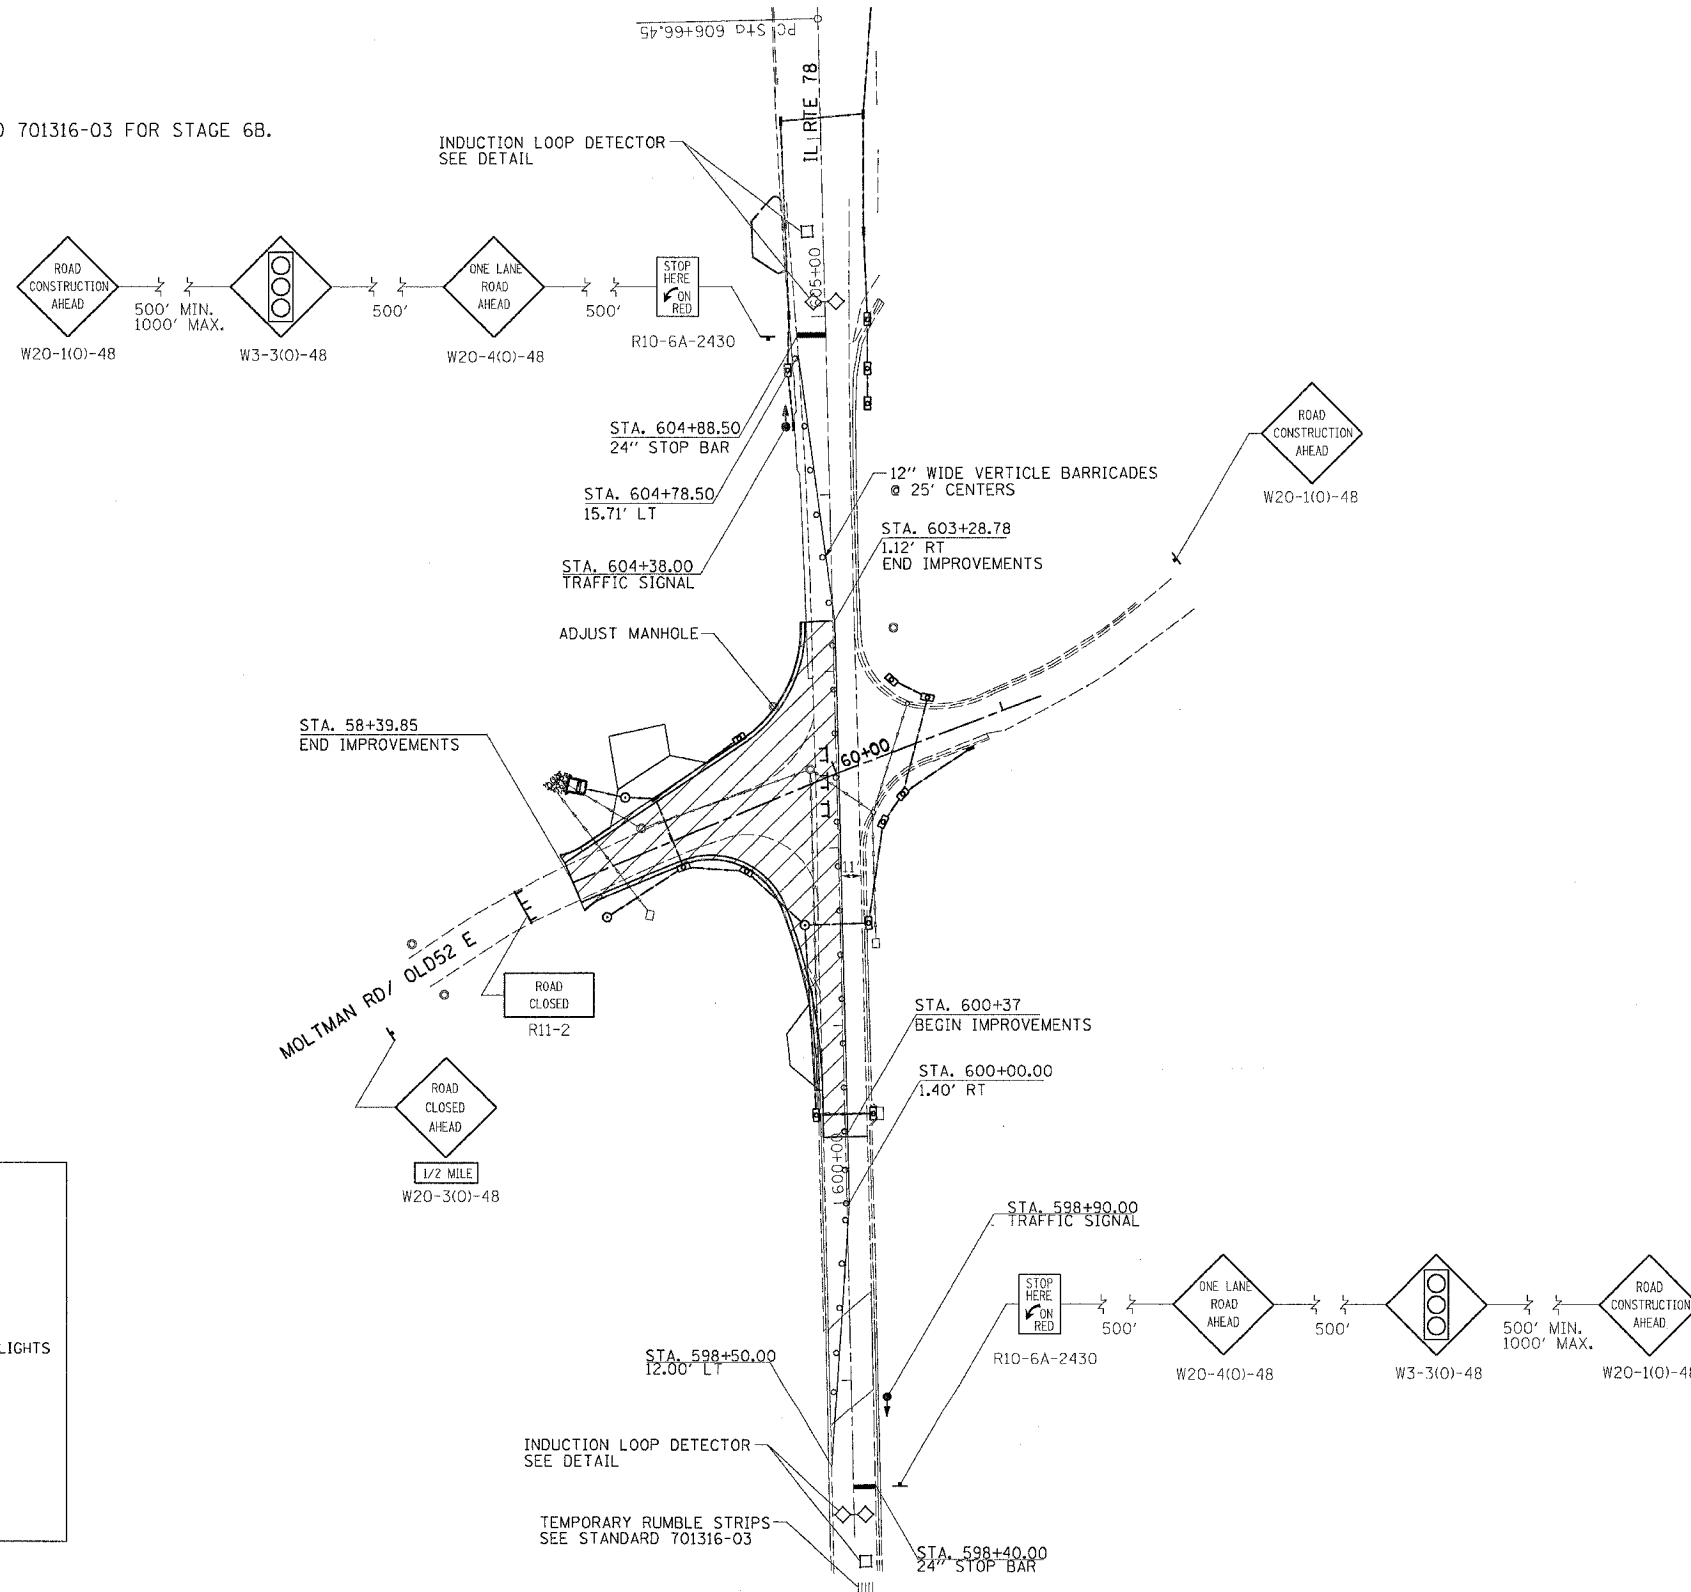 PC Sta 606+66.45
IL RTE 78
701316-03 FOR STAGE 6B.
INDUCTION LOOP DETECTOR
SEE DETAIL
605+00
ROAD
CONSTRUCTION
AHEAD
W20-1(O)-48
500' MIN.
1000' MAX.
W3-3(O)-48
500'
ONE LANE
ROAD
AHEAD
W20-4(O)-48
500'
STOP
HERE
ON
RED
R10-6A-2430
STA. 604+88.50
24" STOP BAR
STA. 604+78.50
15.71' LT
STA. 604+38.00
TRAFFIC SIGNAL
12" WIDE VERTICLE BARRICADES
@ 25' CENTERS
STA. 603+28.78
1.12' RT
END IMPROVEMENTS
ROAD
CONSTRUCTION
AHEAD
W20-1(O)-48
ADJUST MANHOLE
STA. 58+39.85
END IMPROVEMENTS
60+00
11
MOLTMAN RD/ OLD52 E
ROAD
CLOSED
R11-2
ROAD
CLOSED
AHEAD
1/2 MILE
W20-3(O)-48
STA. 600+37
BEGIN IMPROVEMENTS
STA. 600+00.00
1.40' RT
600+00
STA. 598+90.00
TRAFFIC SIGNAL
STOP
HERE
ON
RED
R10-6A-2430
500'
ONE LANE
ROAD
AHEAD
W20-4(O)-48
500'
W3-3(O)-48
500' MIN.
1000' MAX.
ROAD
CONSTRUCTION
AHEAD
W20-1(O)-48
LIGHTS
STA. 598+50.00
12.00' LT
INDUCTION LOOP DETECTOR
SEE DETAIL
TEMPORARY RUMBLE STRIPS
SEE STANDARD 701316-03
STA. 598+40.00
24" STOP BAR